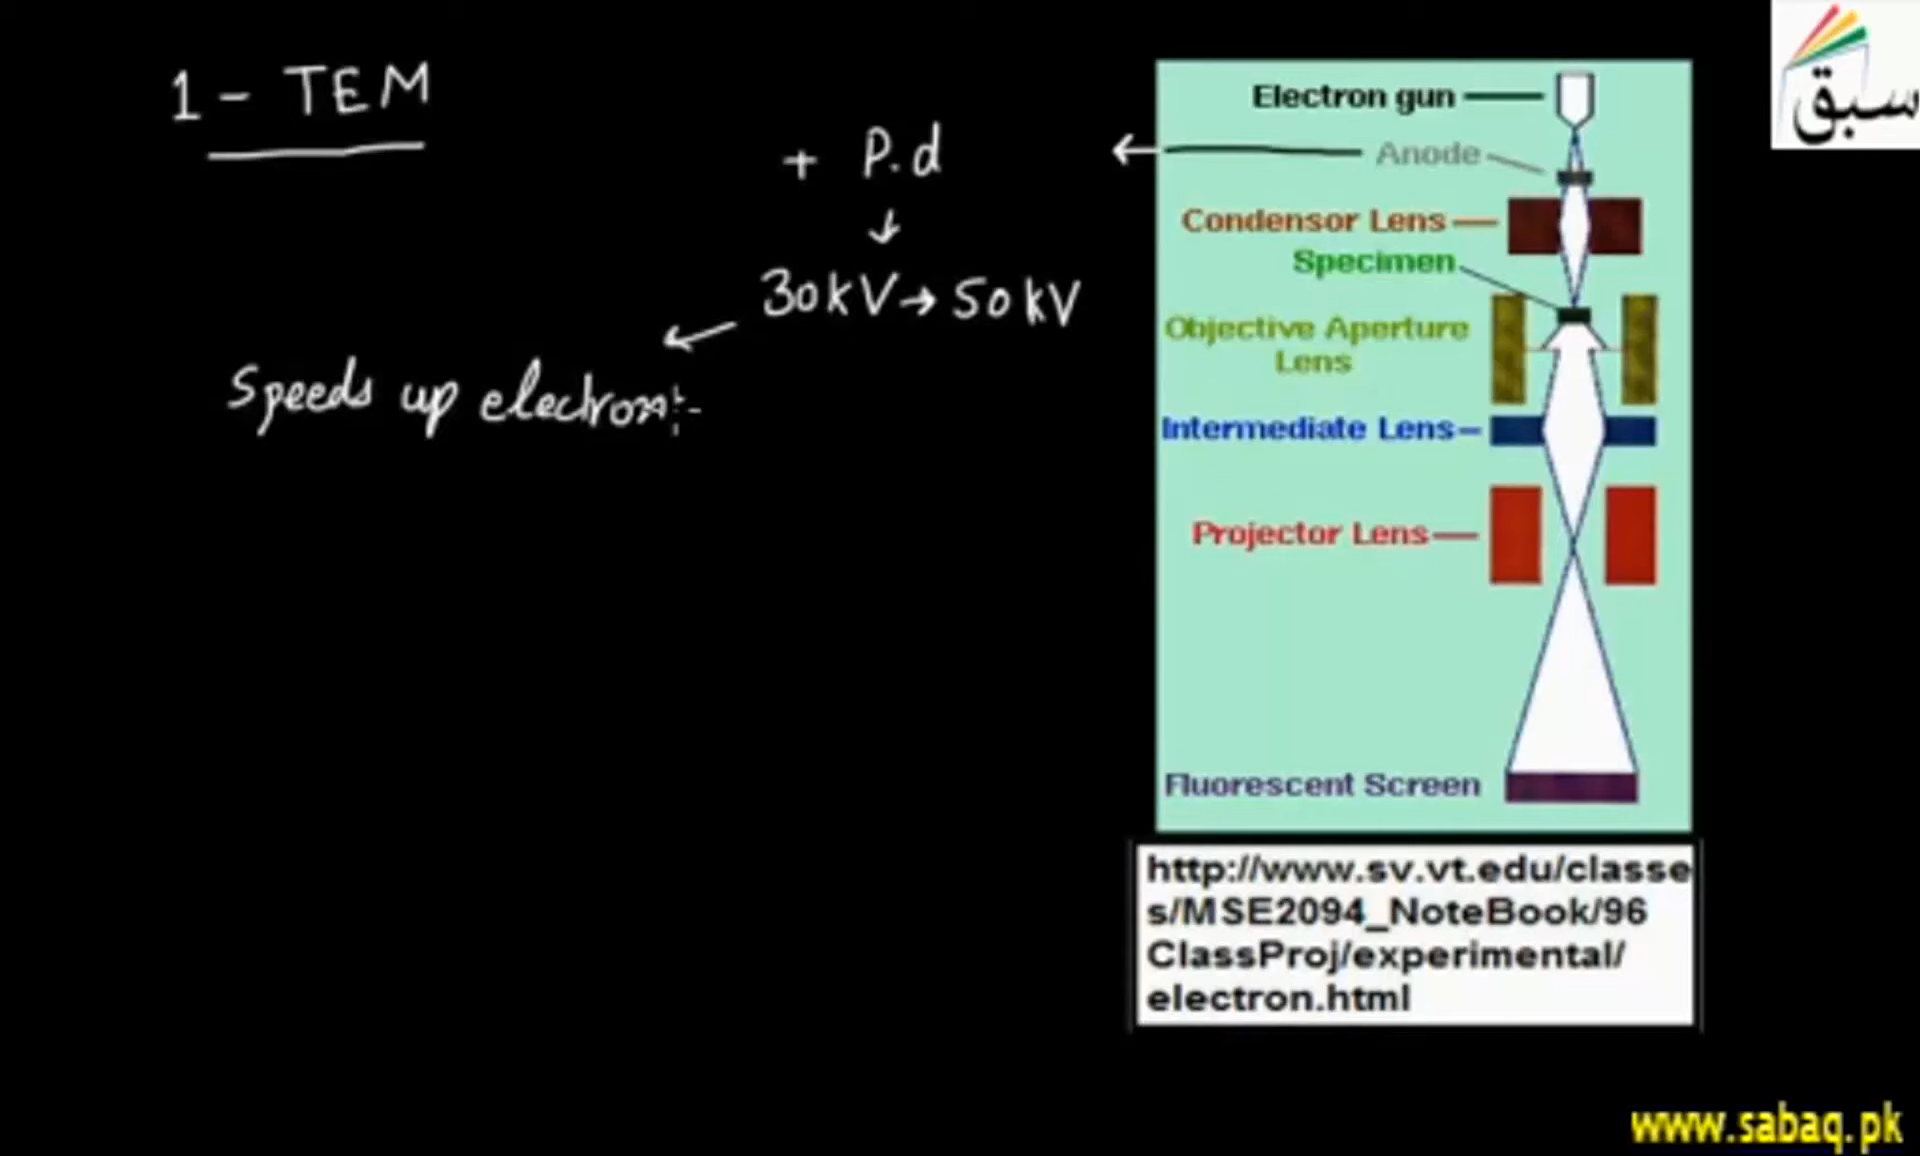 1 - TEM
+ P.d
↓
30kV → 50kV
Speeds up electron
Electron gun
Anode
Condensor Lens
Specimen
Objective Aperture
Lens
Intermediate Lens
Projector Lens
Fluorescent Screen
http://www.sv.vt.edu/classe
s/MSE2094_NoteBook/96
ClassProj/experimental/
electron.html
سبق
www.sabaq.pk